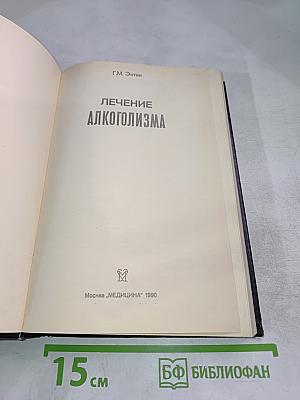 Г.М. Энтин
ЛЕЧЕНИЕ
АЛКОГОЛИЗМА
Москва „МЕДИЦИНА" 1990
15 см
БФ БИБЛИОФАН